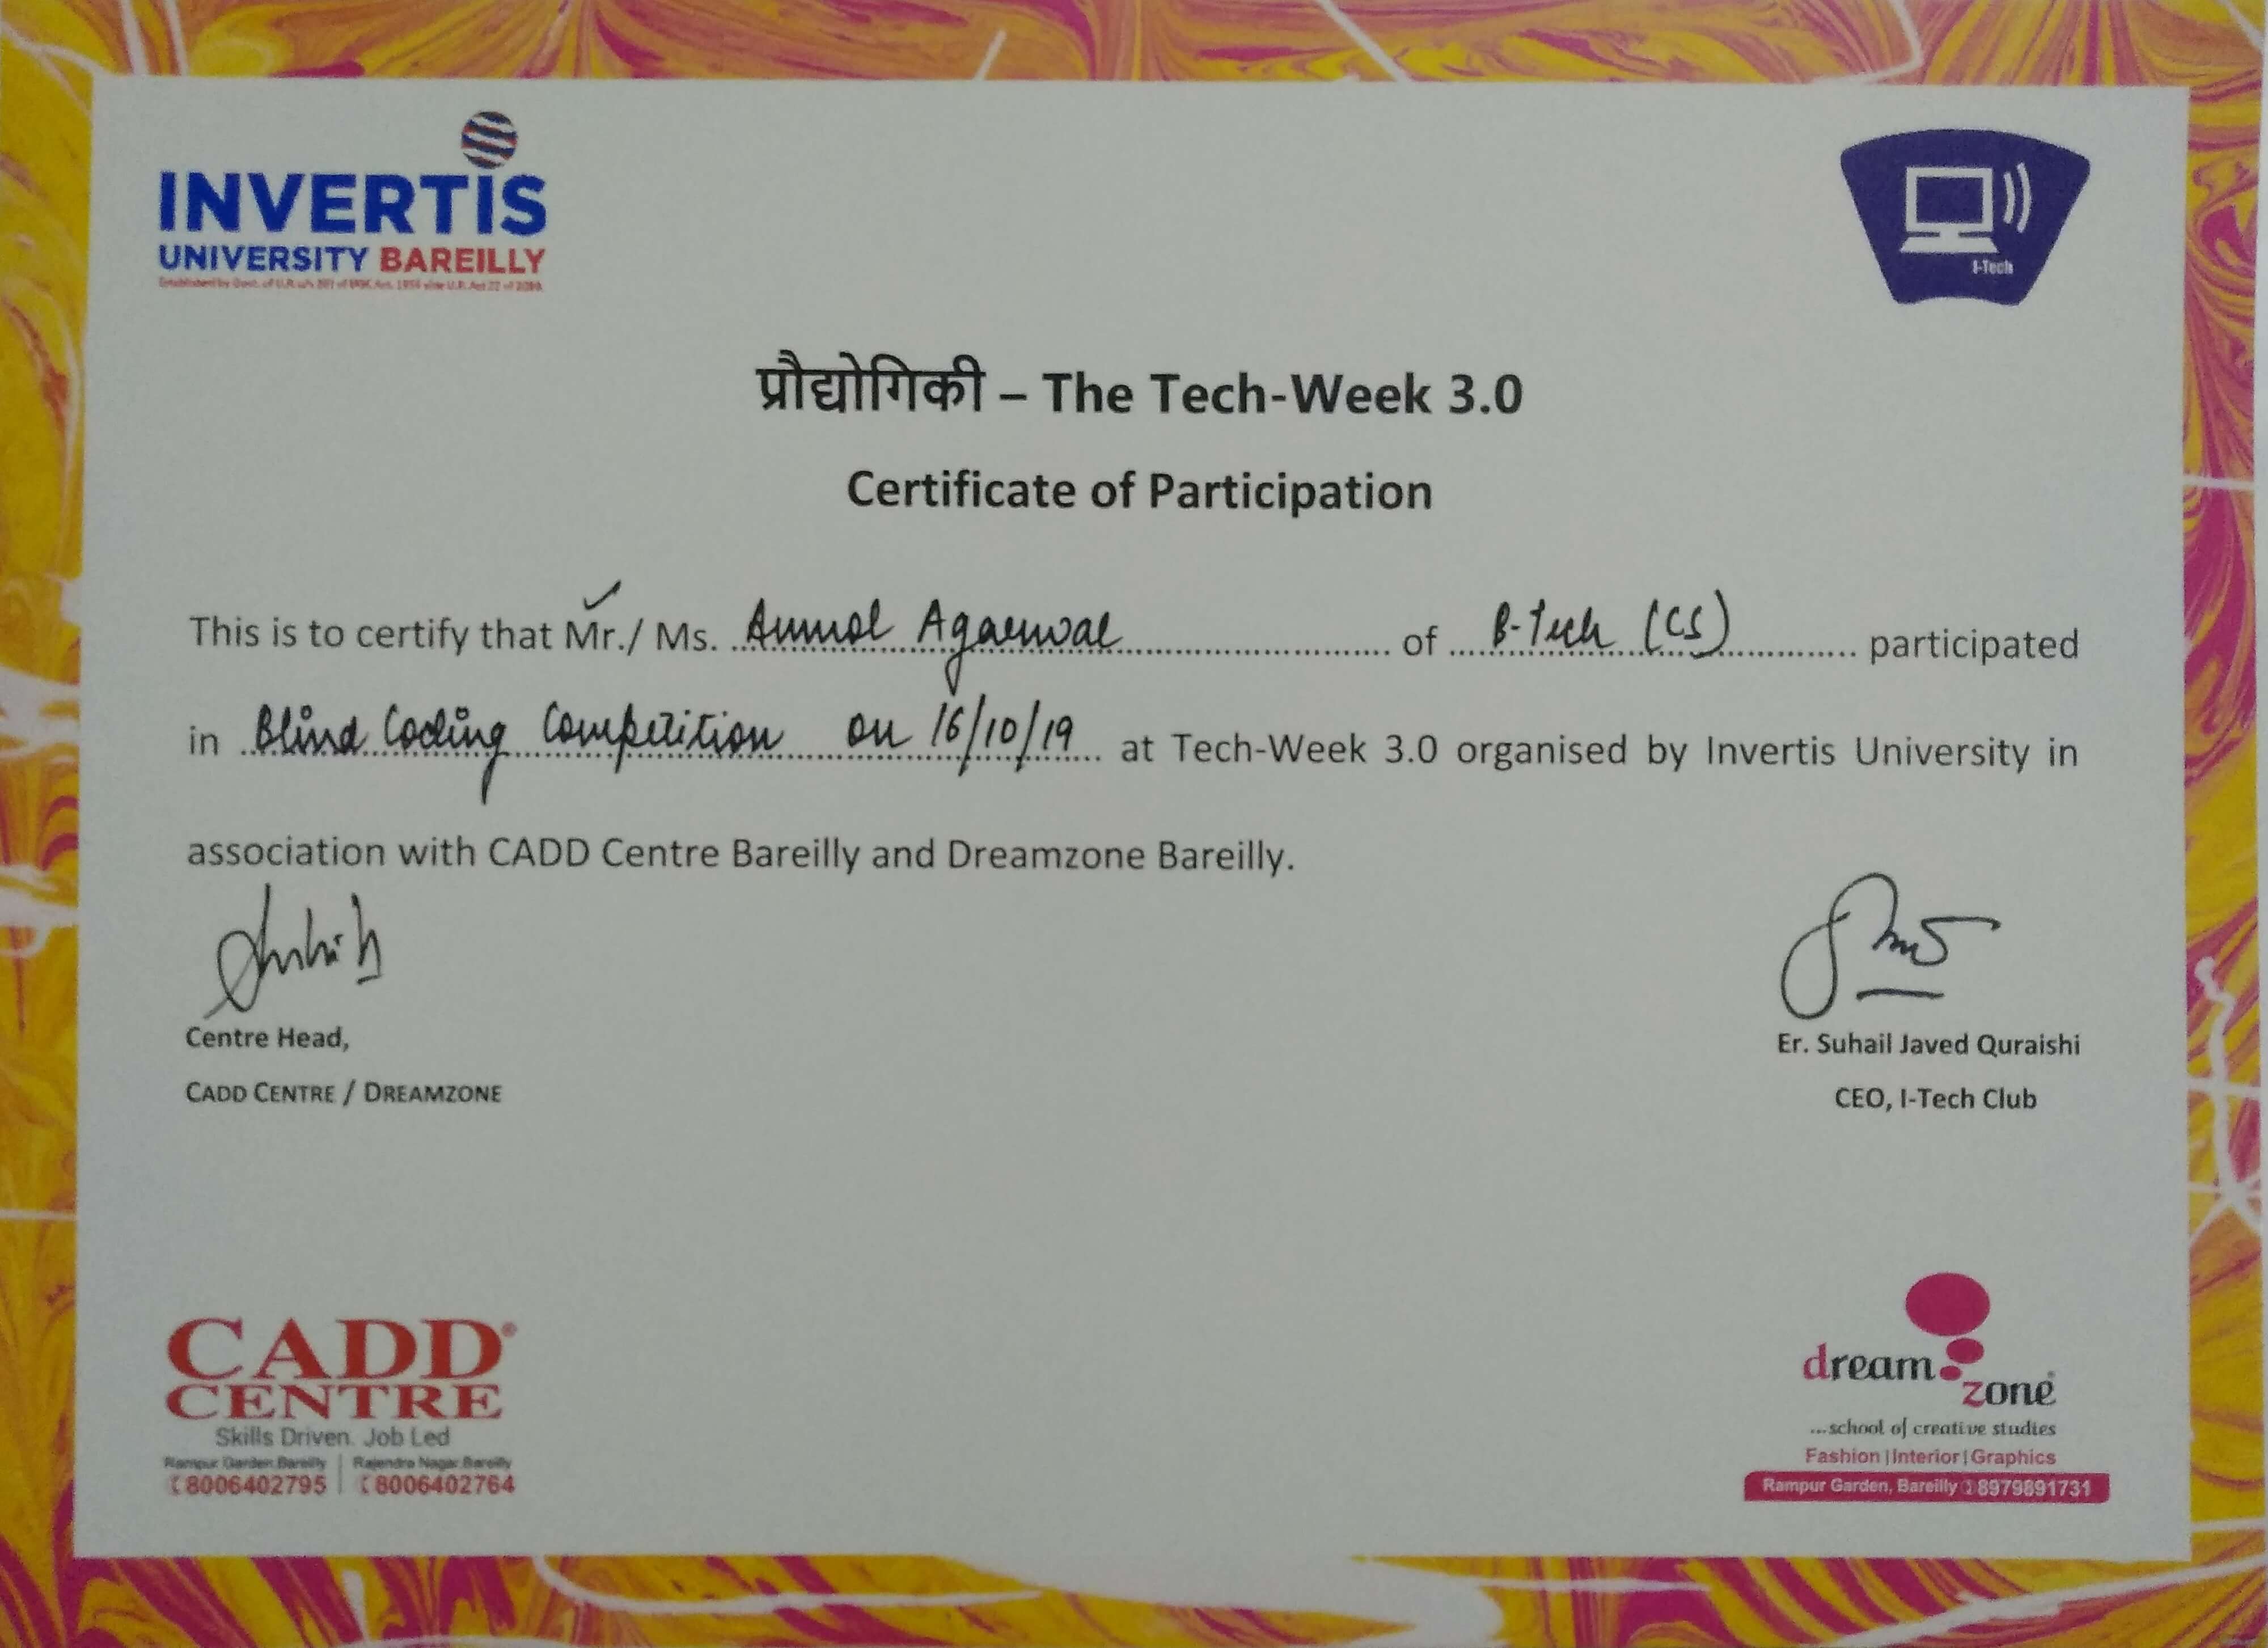 INVERTIS
UNIVERSITY BAREILLY
I-Tech
प्रौद्योगिकी – The Tech-Week 3.0
Certificate of Participation
This is to certify that Mr./ Ms. Anmol Agarwal of B-Tech (CS) participated
in Blind Coding Competition on 16/10/19 at Tech-Week 3.0 organised by Invertis University in
association with CADD Centre Bareilly and Dreamzone Bareilly.
Centre Head,
CADD CENTRE / DREAMZONE
Er. Suhail Javed Quraishi
CEO, I-Tech Club
CADD
CENTRE
Skills Driven. Job Led
Rampur Garden Bareilly | Rajendra Nagar Bareilly
8006402795 | 8006402764
dream
zone
...school of creative studies
Fashion | Interior | Graphics
Rampur Garden, Bareilly 8979891731